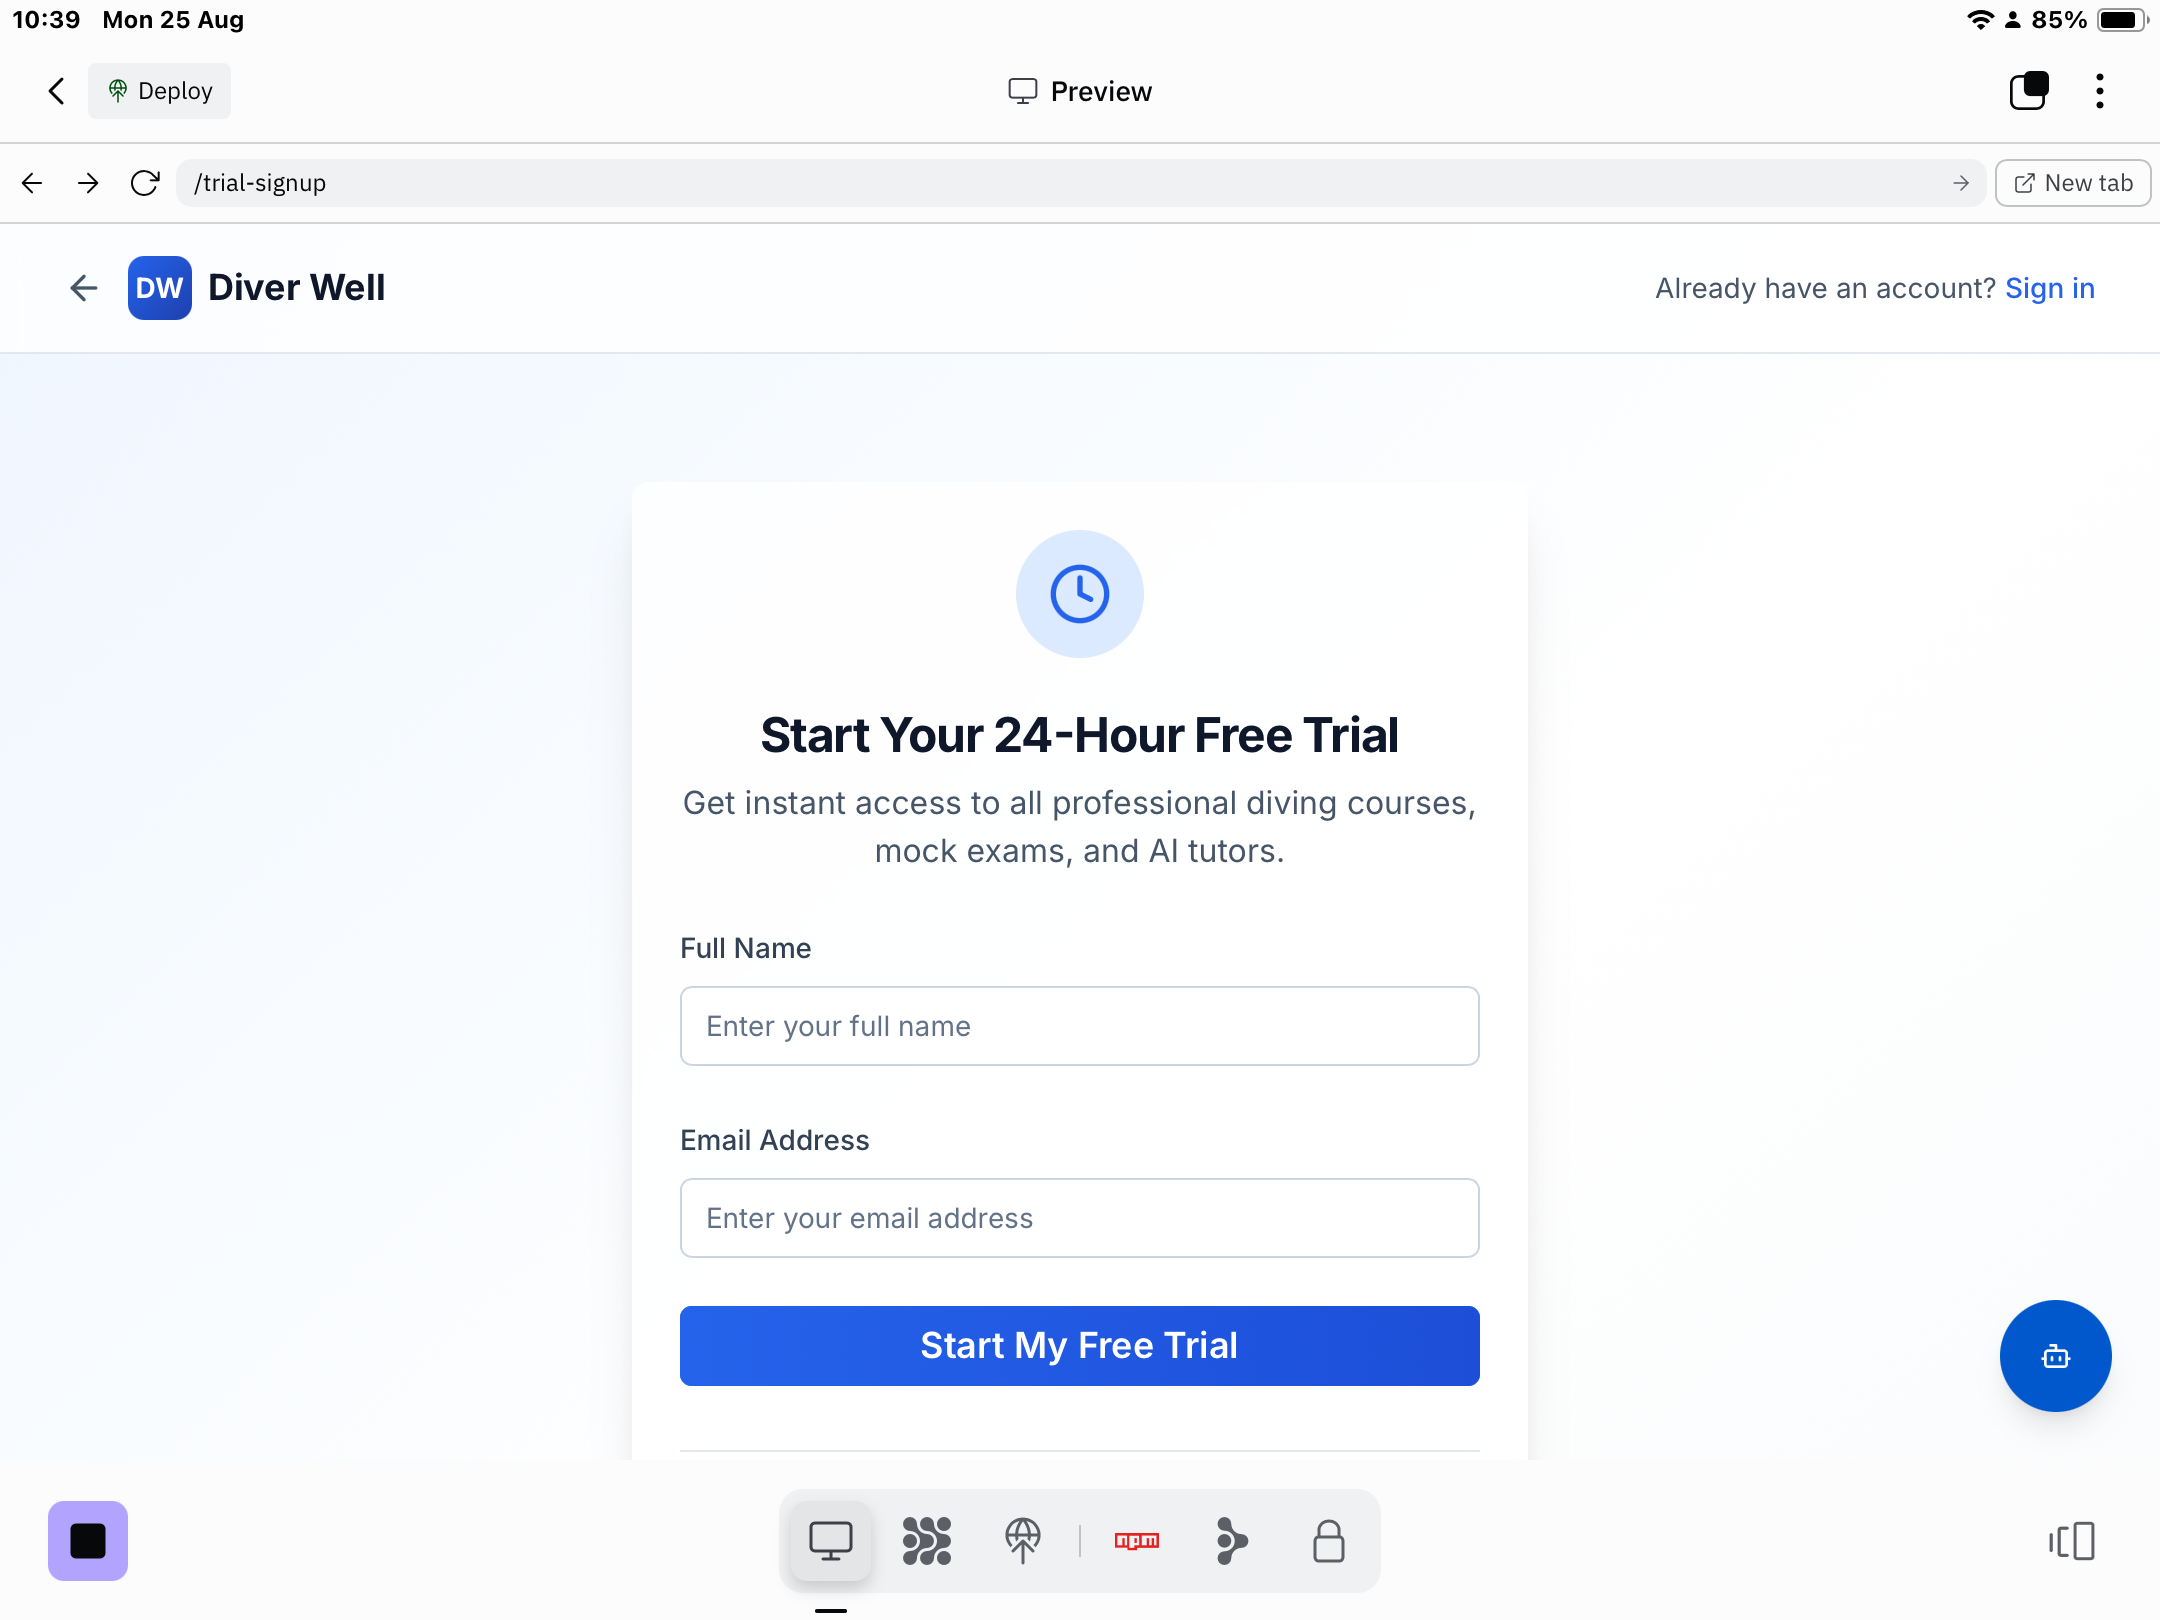 10:39 Mon 25 Aug 85%
Deploy Preview
/trial-signup New tab
DW Diver Well Already have an account? Sign in
Start Your 24-Hour Free Trial
Get instant access to all professional diving courses,
mock exams, and AI tutors.
Full Name
Enter your full name
Email Address
Enter your email address
Start My Free Trial
npm